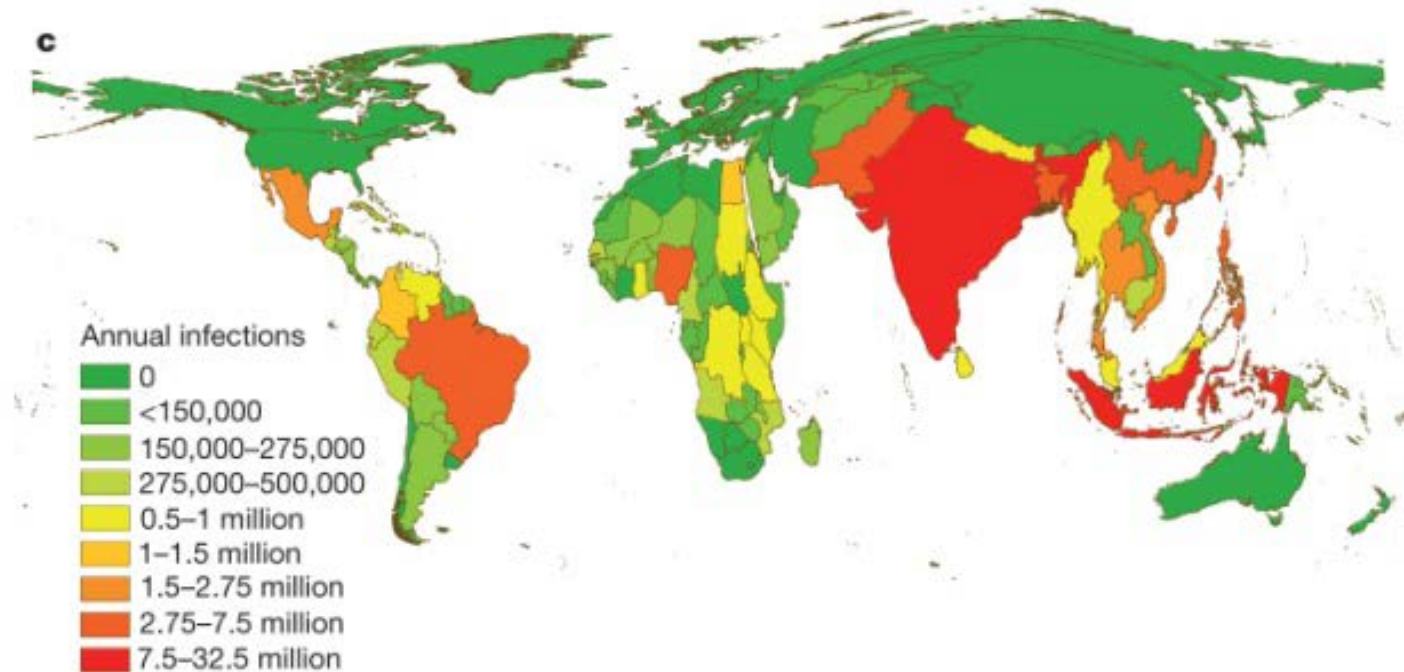 c
Annual infections
0
<150,000
150,000–275,000
275,000–500,000
0.5–1 million
1–1.5 million
1.5–2.75 million
2.75–7.5 million
7.5–32.5 million